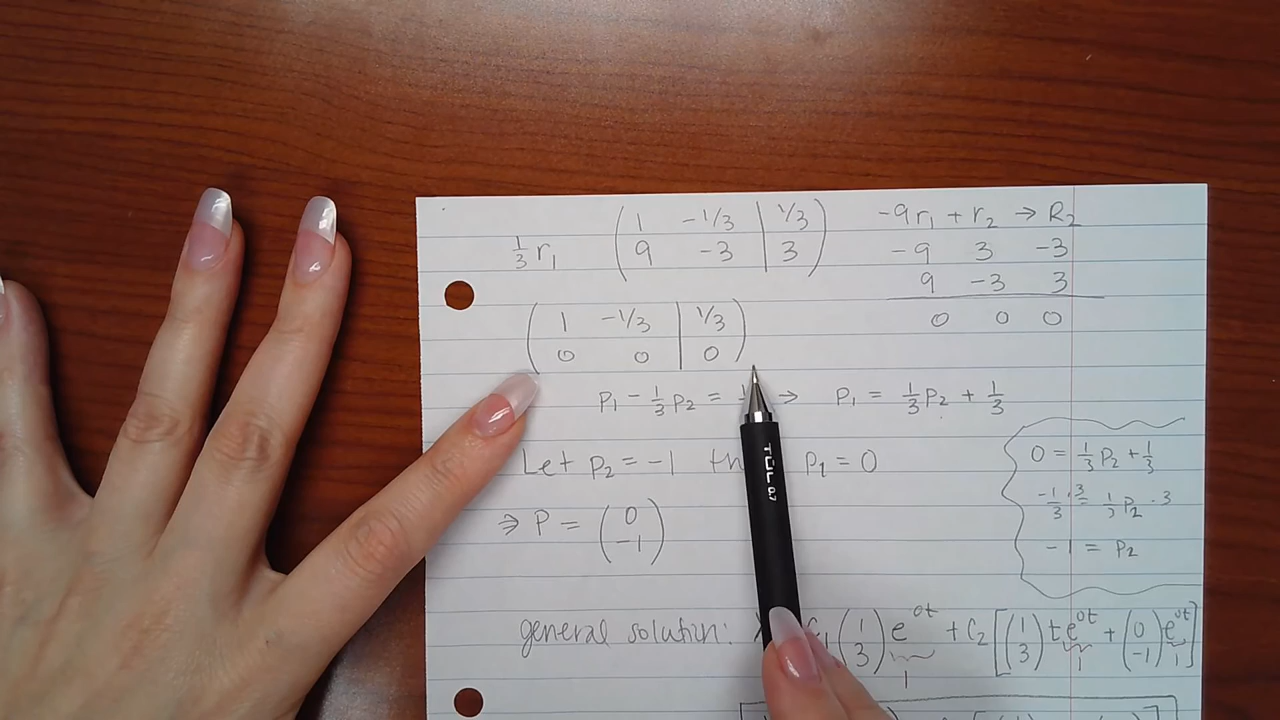 1/3 r₁ ( 1 -1/3 | 1/3 ; 9 -3 | 3 ) -9r₁ + r₂ → R₂
-9 3 -3
9 -3 3
0 0 0
( 1 -1/3 | 1/3 ; 0 0 | 0 )
P₁ - 1/3 P₂ = → P₁ = 1/3 P₂ + 1/3
Let P₂ = -1 P₁ = 0
⇒ P = ( 0 ; -1 )
0 = 1/3 P₂ + 1/3
-1/3 · 3 = 1/3 P₂ · 3
-1 = P₂
general solution: C₁ ( 1 ; 3 ) e^0t + C₂ [ ( 1 ; 3 ) t e^0t + ( 0 ; -1 ) e^0t ]
1 1 1
TUL 0.7